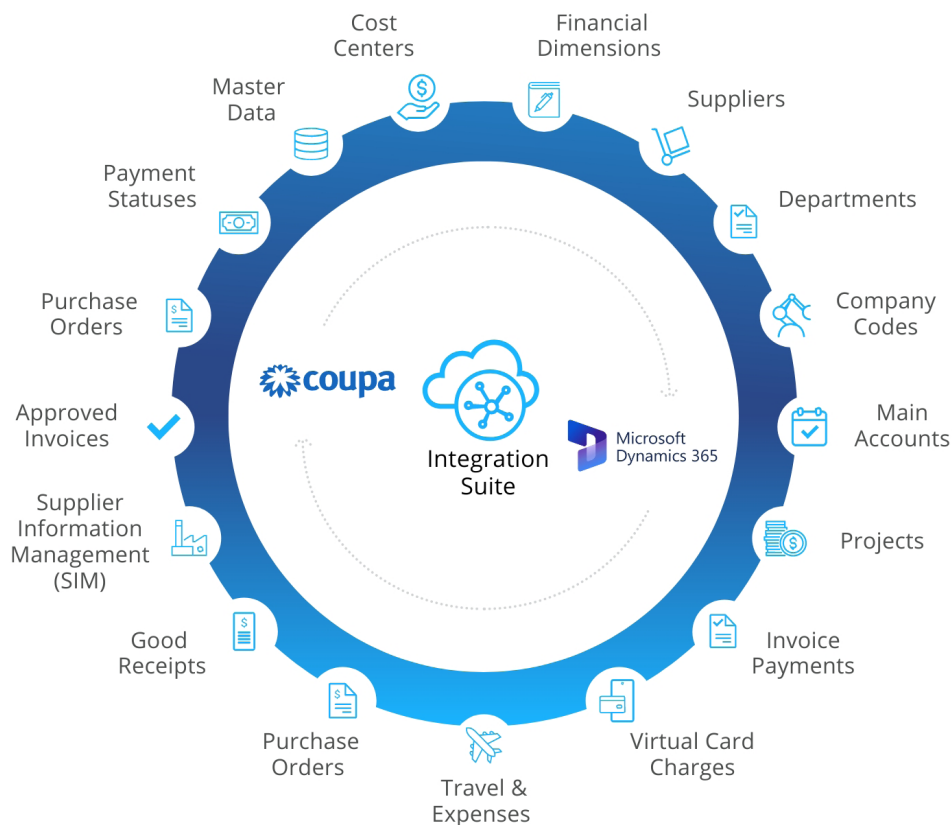 Cost
Centers
Financial
Dimensions
Suppliers
Departments
Company
Codes
Main
Accounts
Projects
Invoice
Payments
Virtual Card
Charges
Travel &
Expenses
Purchase
Orders
Good
Receipts
Supplier
Information
Management
(SIM)
Approved
Invoices
Purchase
Orders
Payment
Statuses
Master
Data
coupa
Integration
Suite
Microsoft
Dynamics 365